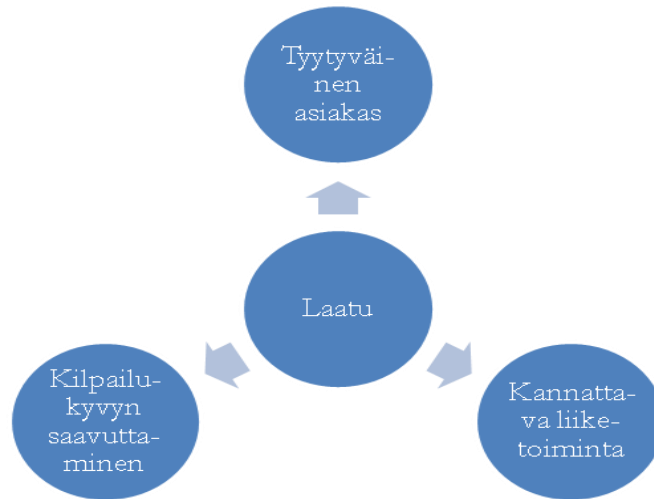 Tyytyväi-
nen
asiakas
Laatu
Kilpailu-
kyvyn
saavutta-
minen
Kannatta-
va liike-
toiminta